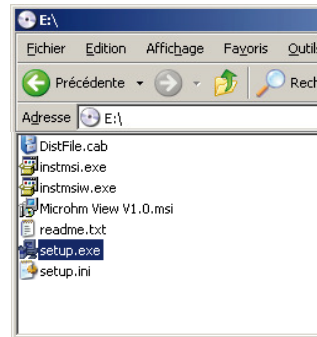 E:\
Fichier Edition Affichage Favoris Outils
Précédente Rech
Adresse E:\
DistFile.cab
instmsi.exe
instmsiw.exe
Microhm View V1.0.msi
readme.txt
setup.exe
setup.ini